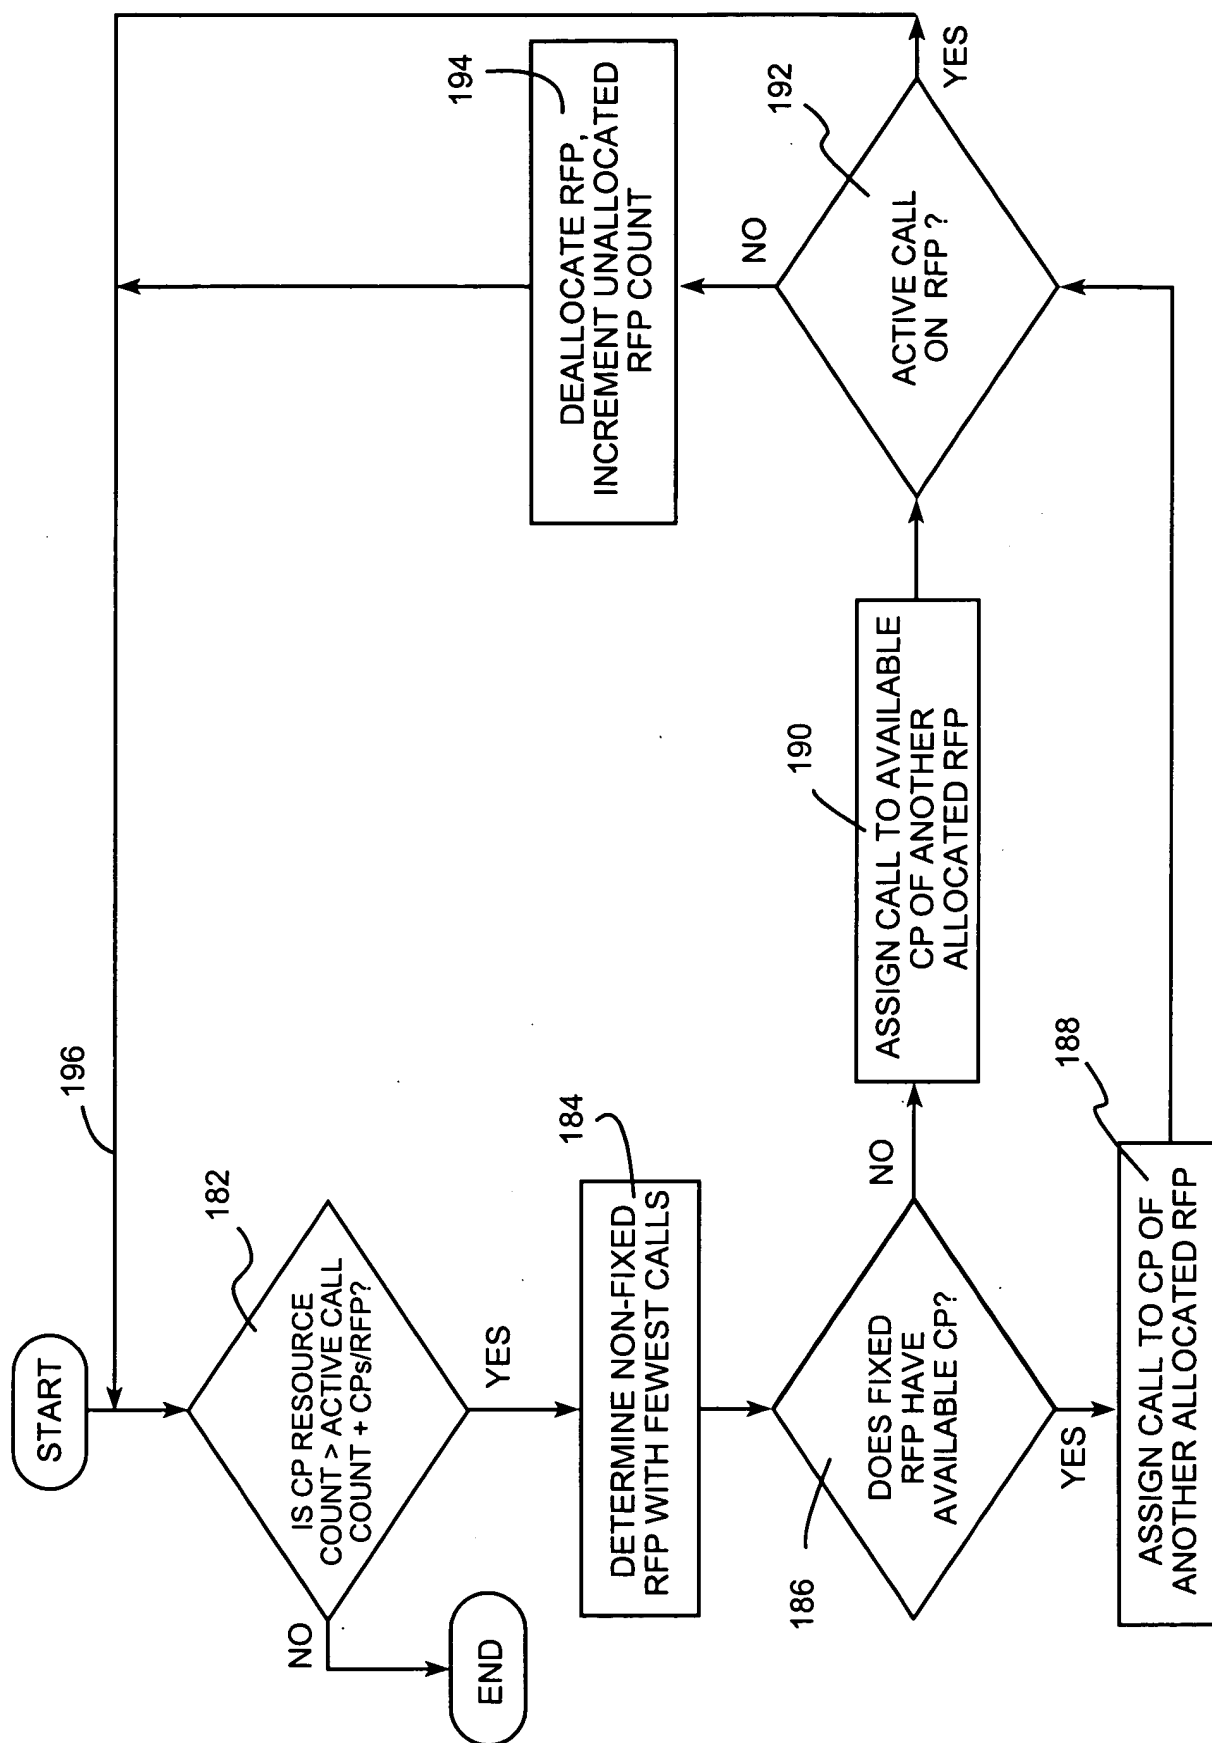 START
196
182
IS CP RESOURCE
COUNT > ACTIVE CALL
COUNT + CPs/RFP?
NO
END
YES
184
DETERMINE NON-FIXED
RFP WITH FEWEST CALLS
186
DOES FIXED
RFP HAVE
AVAILABLE CP?
NO
YES
188
ASSIGN CALL TO CP OF
ANOTHER ALLOCATED RFP
190
ASSIGN CALL TO AVAILABLE
CP OF ANOTHER
ALLOCATED RFP
192
ACTIVE CALL
ON RFP?
NO
YES
194
DEALLOCATE RFP,
INCREMENT UNALLOCATED
RFP COUNT